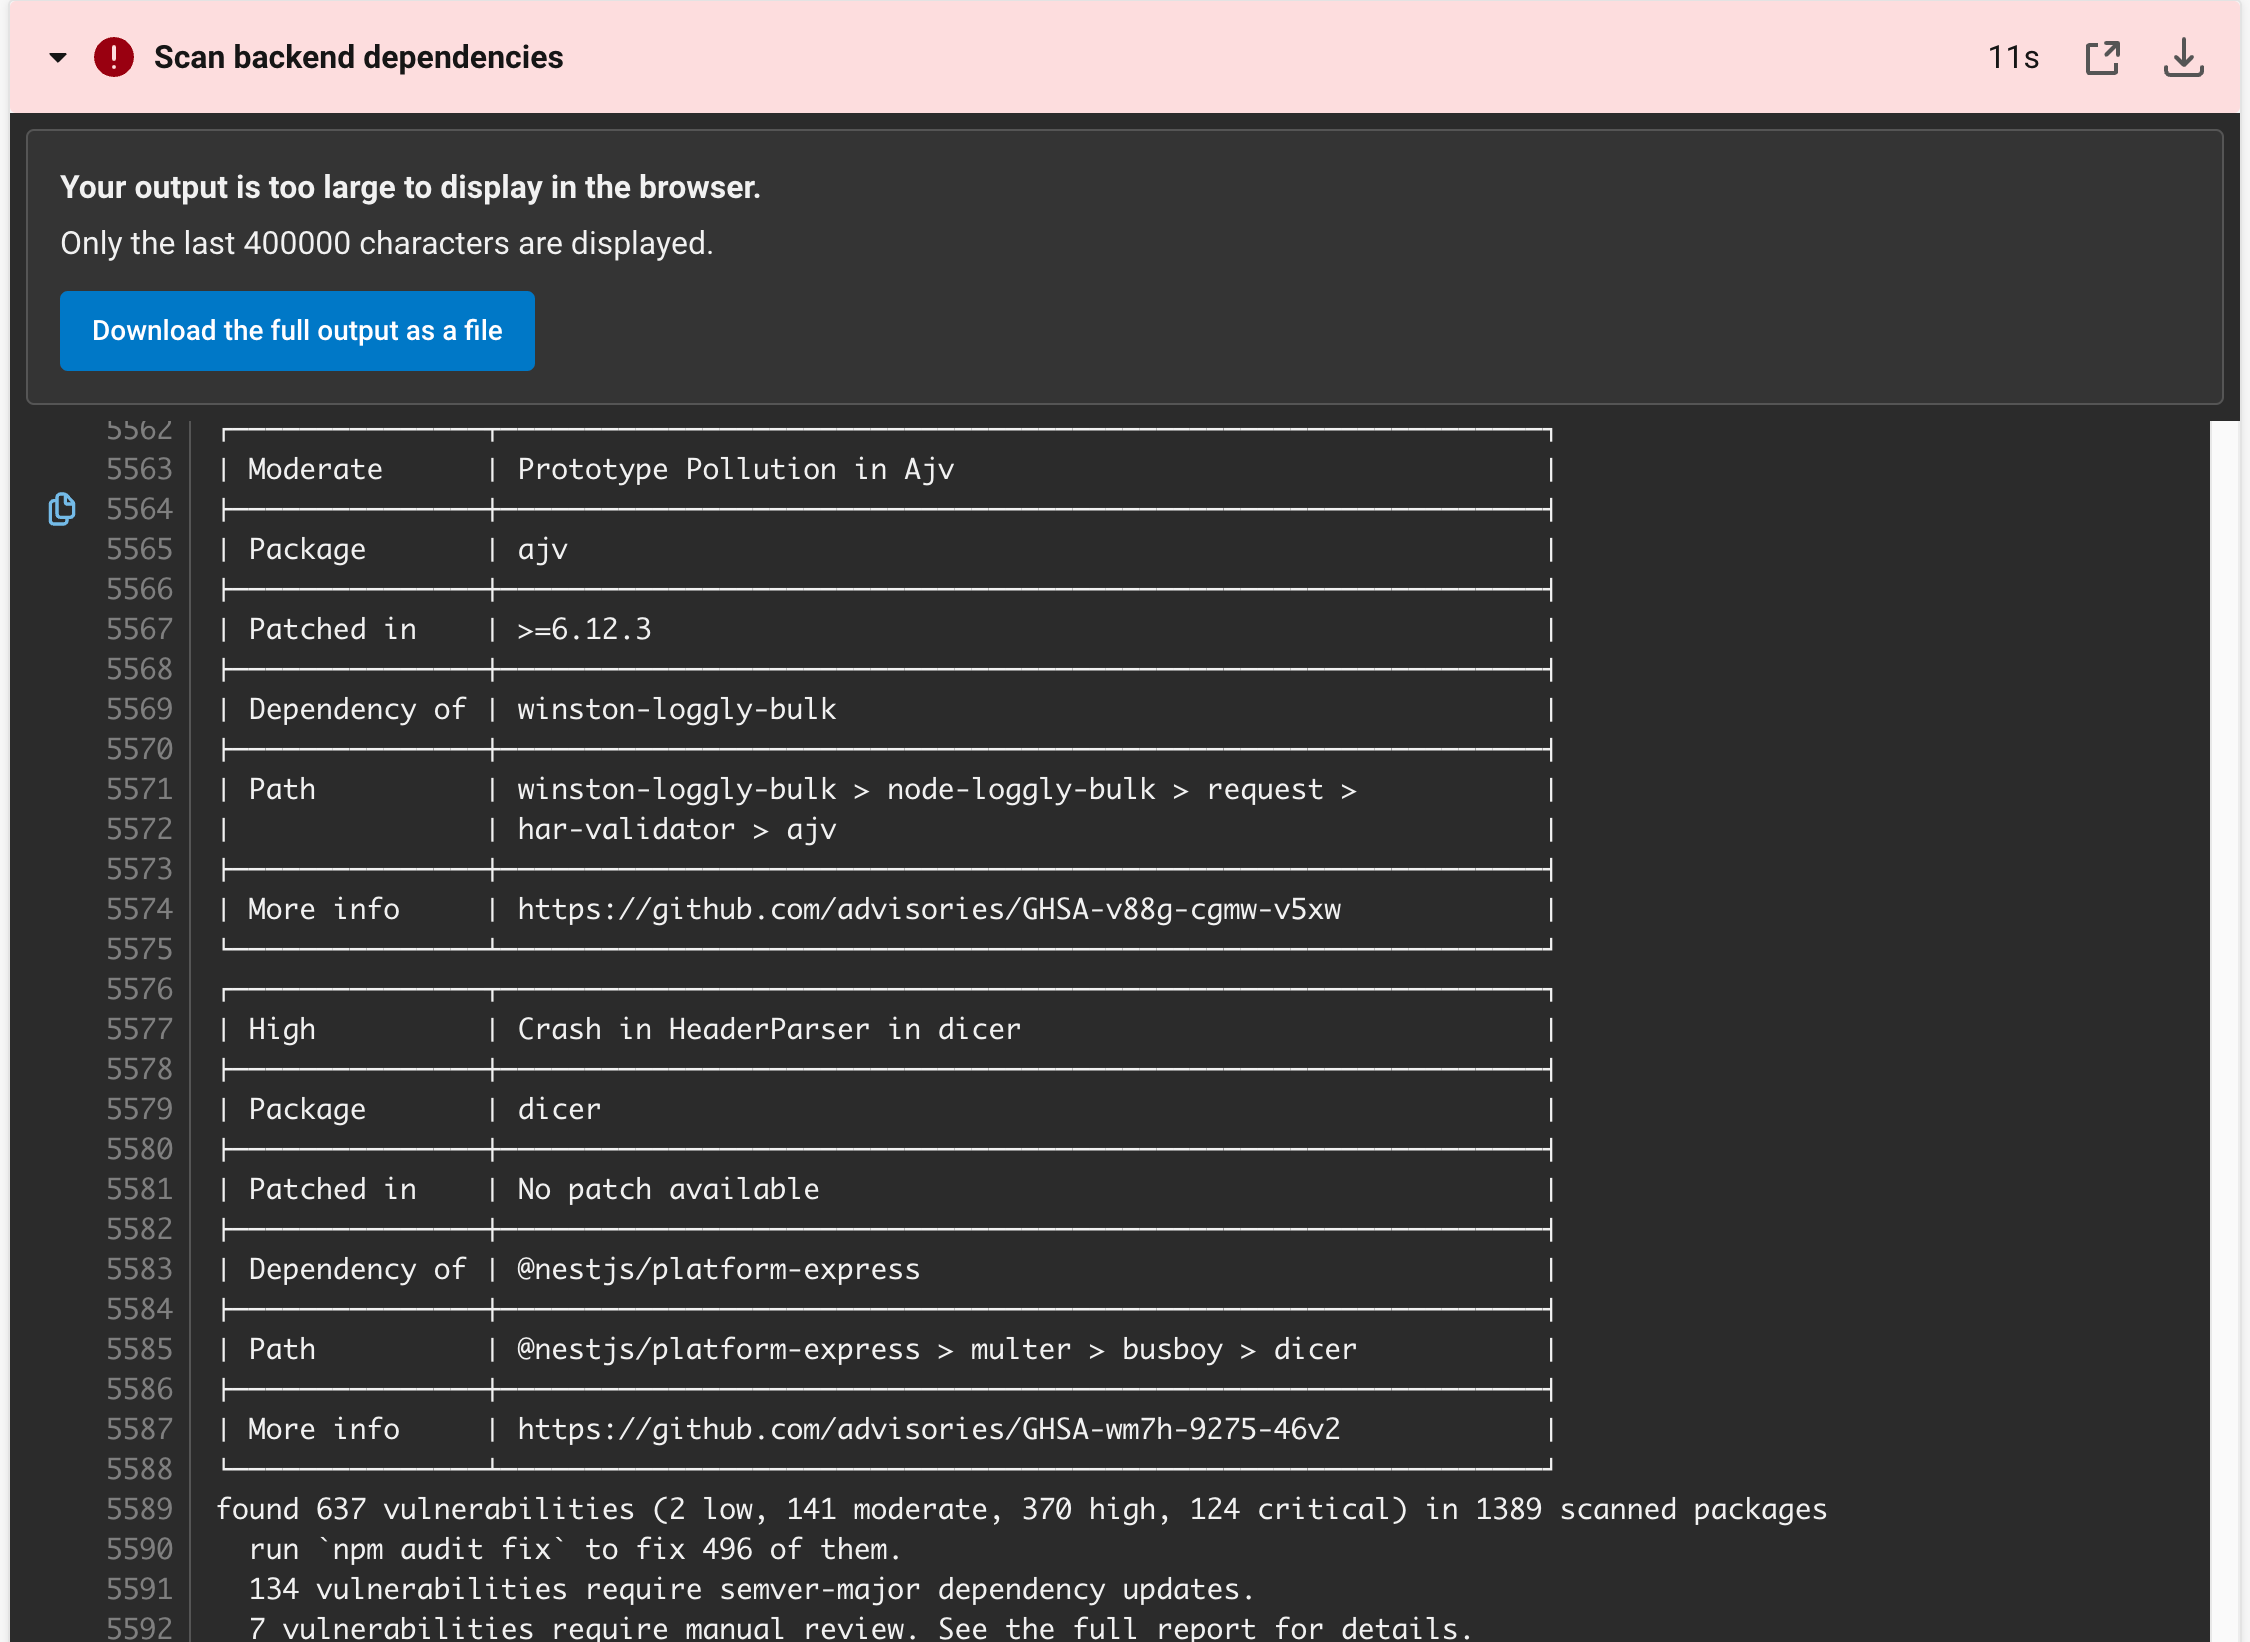 Scan backend dependencies
11s
Your output is too large to display in the browser.
Only the last 400000 characters are displayed.
Download the full output as a file
5562
5563 | Moderate | Prototype Pollution in Ajv |
5564
5565 | Package | ajv |
5566
5567 | Patched in | >=6.12.3 |
5568
5569 | Dependency of | winston-loggly-bulk |
5570
5571 | Path | winston-loggly-bulk > node-loggly-bulk > request > |
5572 | | har-validator > ajv |
5573
5574 | More info | https://github.com/advisories/GHSA-v88g-cgmw-v5xw |
5575
5576
5577 | High | Crash in HeaderParser in dicer |
5578
5579 | Package | dicer |
5580
5581 | Patched in | No patch available |
5582
5583 | Dependency of | @nestjs/platform-express |
5584
5585 | Path | @nestjs/platform-express > multer > busboy > dicer |
5586
5587 | More info | https://github.com/advisories/GHSA-wm7h-9275-46v2 |
5588
5589 found 637 vulnerabilities (2 low, 141 moderate, 370 high, 124 critical) in 1389 scanned packages
5590 run `npm audit fix` to fix 496 of them.
5591 134 vulnerabilities require semver-major dependency updates.
5592 7 vulnerabilities require manual review. See the full report for details.